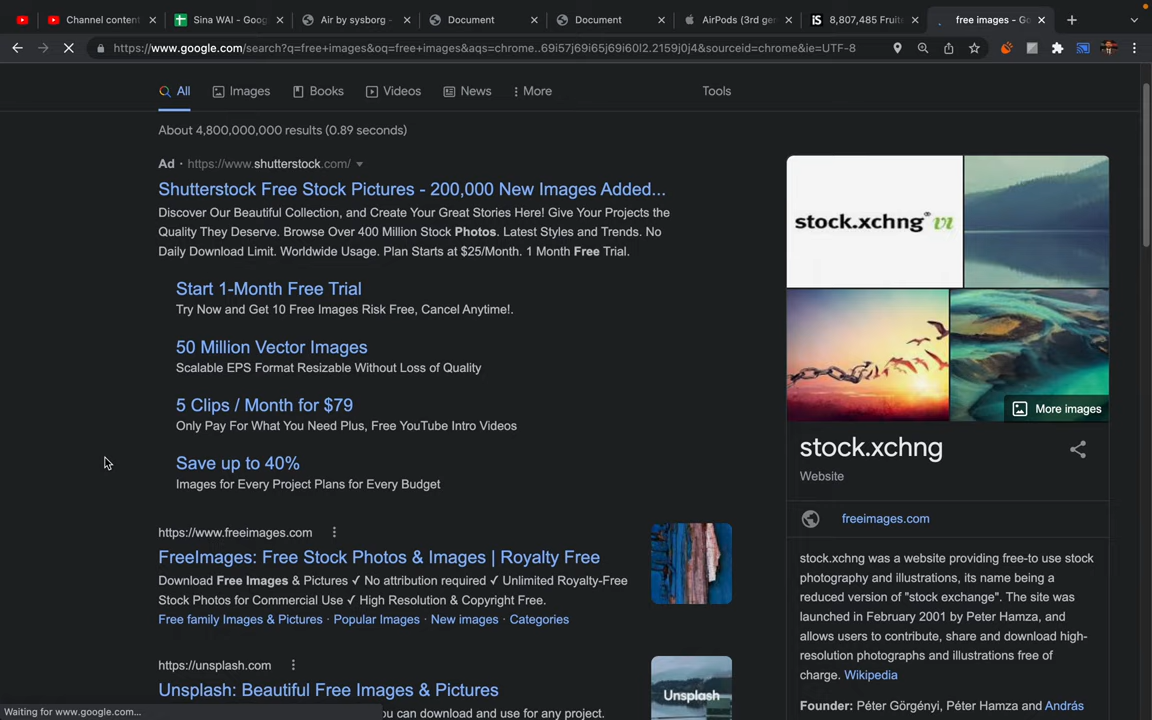 Channel content
Sina WAI - Goog
Air by sysborg -
Document
Document
AirPods (3rd gen
iS
8,807,485 Fruite
free images - Go
https://www.google.com/search?q=free+images&oq=free+images&aqs=chrome...69i57j69i65j69i60l2.2159j0j4&sourceid=chrome&ie=UTF-8
All
Images
Books
Videos
News
More
Tools
About 4,800,000,000 results (0.89 seconds)
Ad · https://www.shutterstock.com/
Shutterstock Free Stock Pictures - 200,000 New Images Added...
Discover Our Beautiful Collection, and Create Your Great Stories Here! Give Your Projects the
Quality They Deserve. Browse Over 400 Million Stock Photos. Latest Styles and Trends. No
Daily Download Limit. Worldwide Usage. Plan Starts at $25/Month. 1 Month Free Trial.
Start 1-Month Free Trial
Try Now and Get 10 Free Images Risk Free, Cancel Anytime!.
50 Million Vector Images
Scalable EPS Format Resizable Without Loss of Quality
5 Clips / Month for $79
Only Pay For What You Need Plus, Free YouTube Intro Videos
Save up to 40%
Images for Every Project Plans for Every Budget
https://www.freeimages.com
FreeImages: Free Stock Photos & Images | Royalty Free
Download Free Images & Pictures ✓ No attribution required ✓ Unlimited Royalty-Free
Stock Photos for Commercial Use ✓ High Resolution & Copyright Free.
Free family Images & Pictures · Popular Images · New images · Categories
https://unsplash.com
Unsplash: Beautiful Free Images & Pictures
you can download and use for any project.
Unsplash
Waiting for www.google.com...
stock.xchng® vi
More images
stock.xchng
Website
freeimages.com
stock.xchng was a website providing free-to use stock
photography and illustrations, its name being a
reduced version of "stock exchange". The site was
launched in February 2001 by Peter Hamza, and
allows users to contribute, share and download high-
resolution photographs and illustrations free of
charge. Wikipedia
Founder: Péter Görgényi, Péter Hamza and András